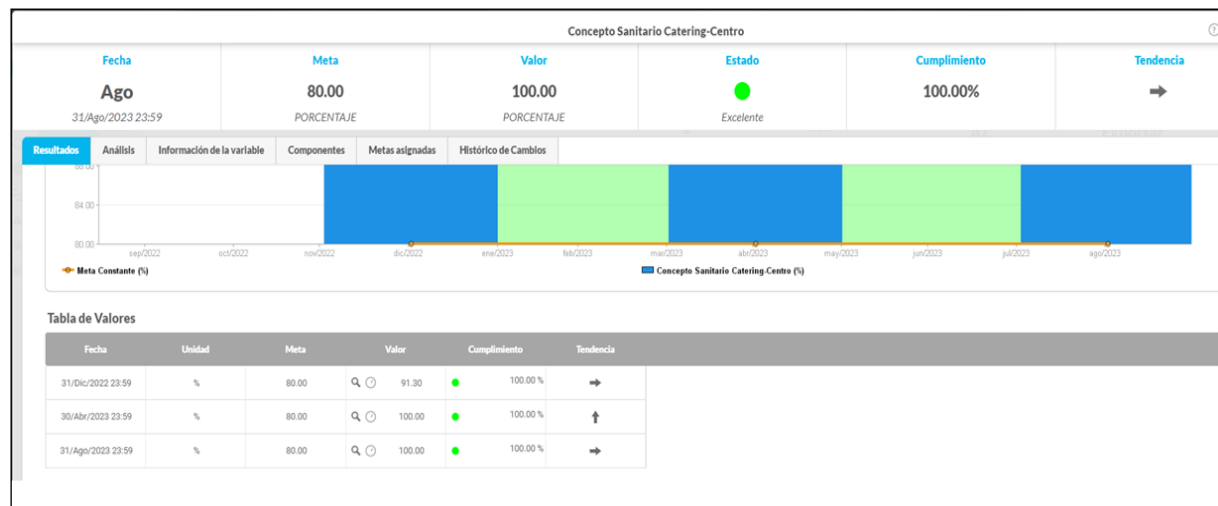 Concepto Sanitario Catering-Centro
Fecha Meta Valor Estado Cumplimiento Tendencia
Ago 80.00 100.00 100.00%
31/Ago/2023 23:59 PORCENTAJE PORCENTAJE Excelente
Resultados Análisis Información de la variable Componentes Metas asignadas Histórico de Cambios
84.00
80.00
sep/2022 oct/2022 nov/2022 dic/2022 ene/2023 feb/2023 mar/2023 abr/2023 may/2023 jun/2023 jul/2023 ago/2023
Meta Constante (%) Concepto Sanitario Catering-Centro (%)
Tabla de Valores
Fecha Unidad Meta Valor Cumplimiento Tendencia
31/Dic/2022 23:59 % 80.00 91.30 100.00 %
30/Abr/2023 23:59 % 80.00 100.00 100.00 %
31/Ago/2023 23:59 % 80.00 100.00 100.00 %